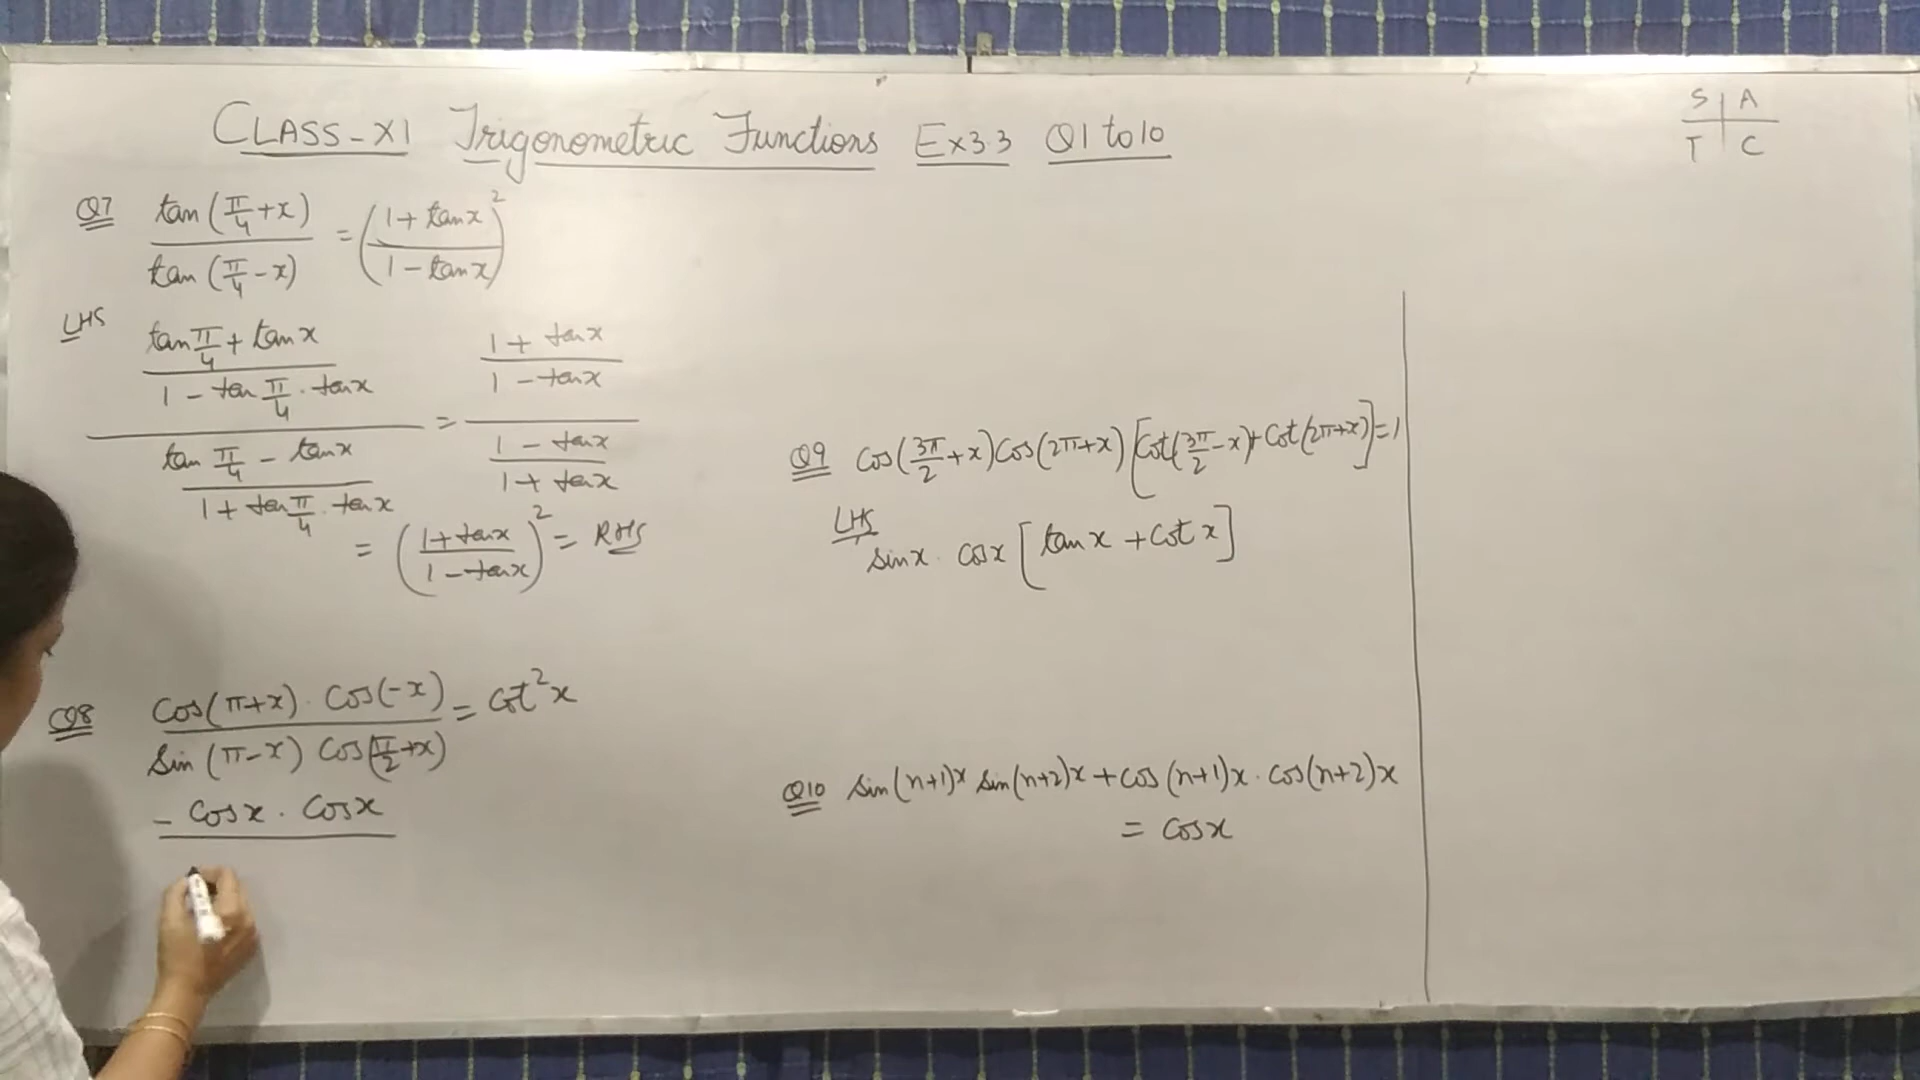 CLASS-XI Trigonometric Functions Ex3.3 Q1 to 10
S A
T C
Q7 tan(π/4+x) / tan(π/4-x) = ((1+tanx)/(1-tanx))²
LHS
(tan π/4 + tanx)/(1 - tan π/4 . tanx) / (tan π/4 - tanx)/(1 + tan π/4 . tanx) = (1+tanx)/(1-tanx) / (1-tanx)/(1+tanx)
= ((1+tanx)/(1-tanx))² = RHS
Q8 cos(π+x) . cos(-x) / sin(π-x) cos(π/2+x) = cot²x
- cosx . cosx
Q9 cos(3π/2+x)cos(2π+x)[cot(3π/2-x)+cot(2π+x)]=1
LHS
sinx . cosx [tanx + cotx]
Q10 sin(n+1)x sin(n+2)x + cos(n+1)x . cos(n+2)x
= cosx